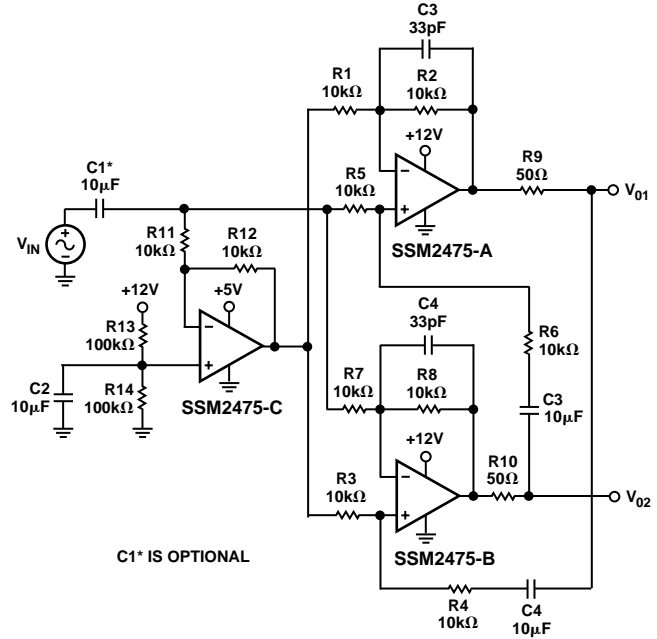 C3
33pF
R1
10kΩ
R2
10kΩ
+12V
C1*
10μF
R5
10kΩ
R9
50Ω
V01
−
+
SSM2475-A
VIN
+
−
R11
10kΩ
R12
10kΩ
+12V
+5V
R13
100kΩ
−
+
C2
10μF
R14
100kΩ
SSM2475-C
C4
33pF
R6
10kΩ
R7
10kΩ
R8
10kΩ
C3
10μF
+12V
R3
10kΩ
R10
50Ω
−
+
V02
SSM2475-B
C1* IS OPTIONAL
R4
10kΩ
C4
10μF